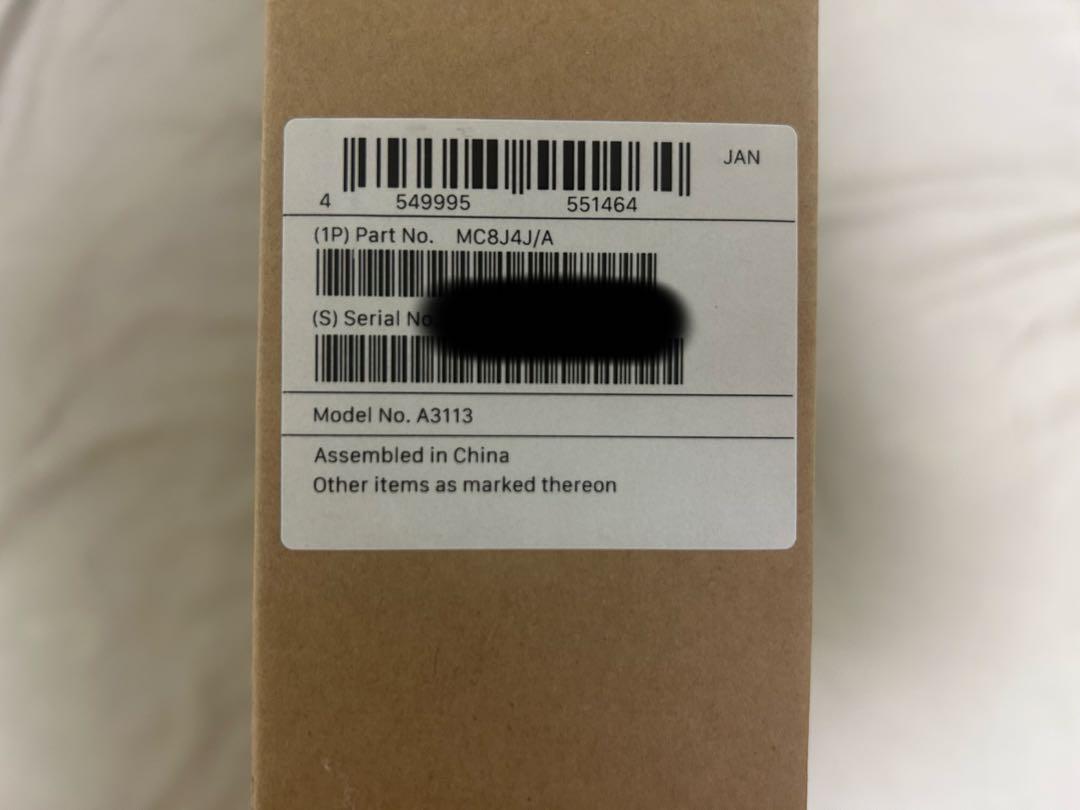 JAN
4 549995 551464
(1P) Part No. MC8J4J/A
(S) Serial No
Model No. A3113
Assembled in China
Other items as marked thereon